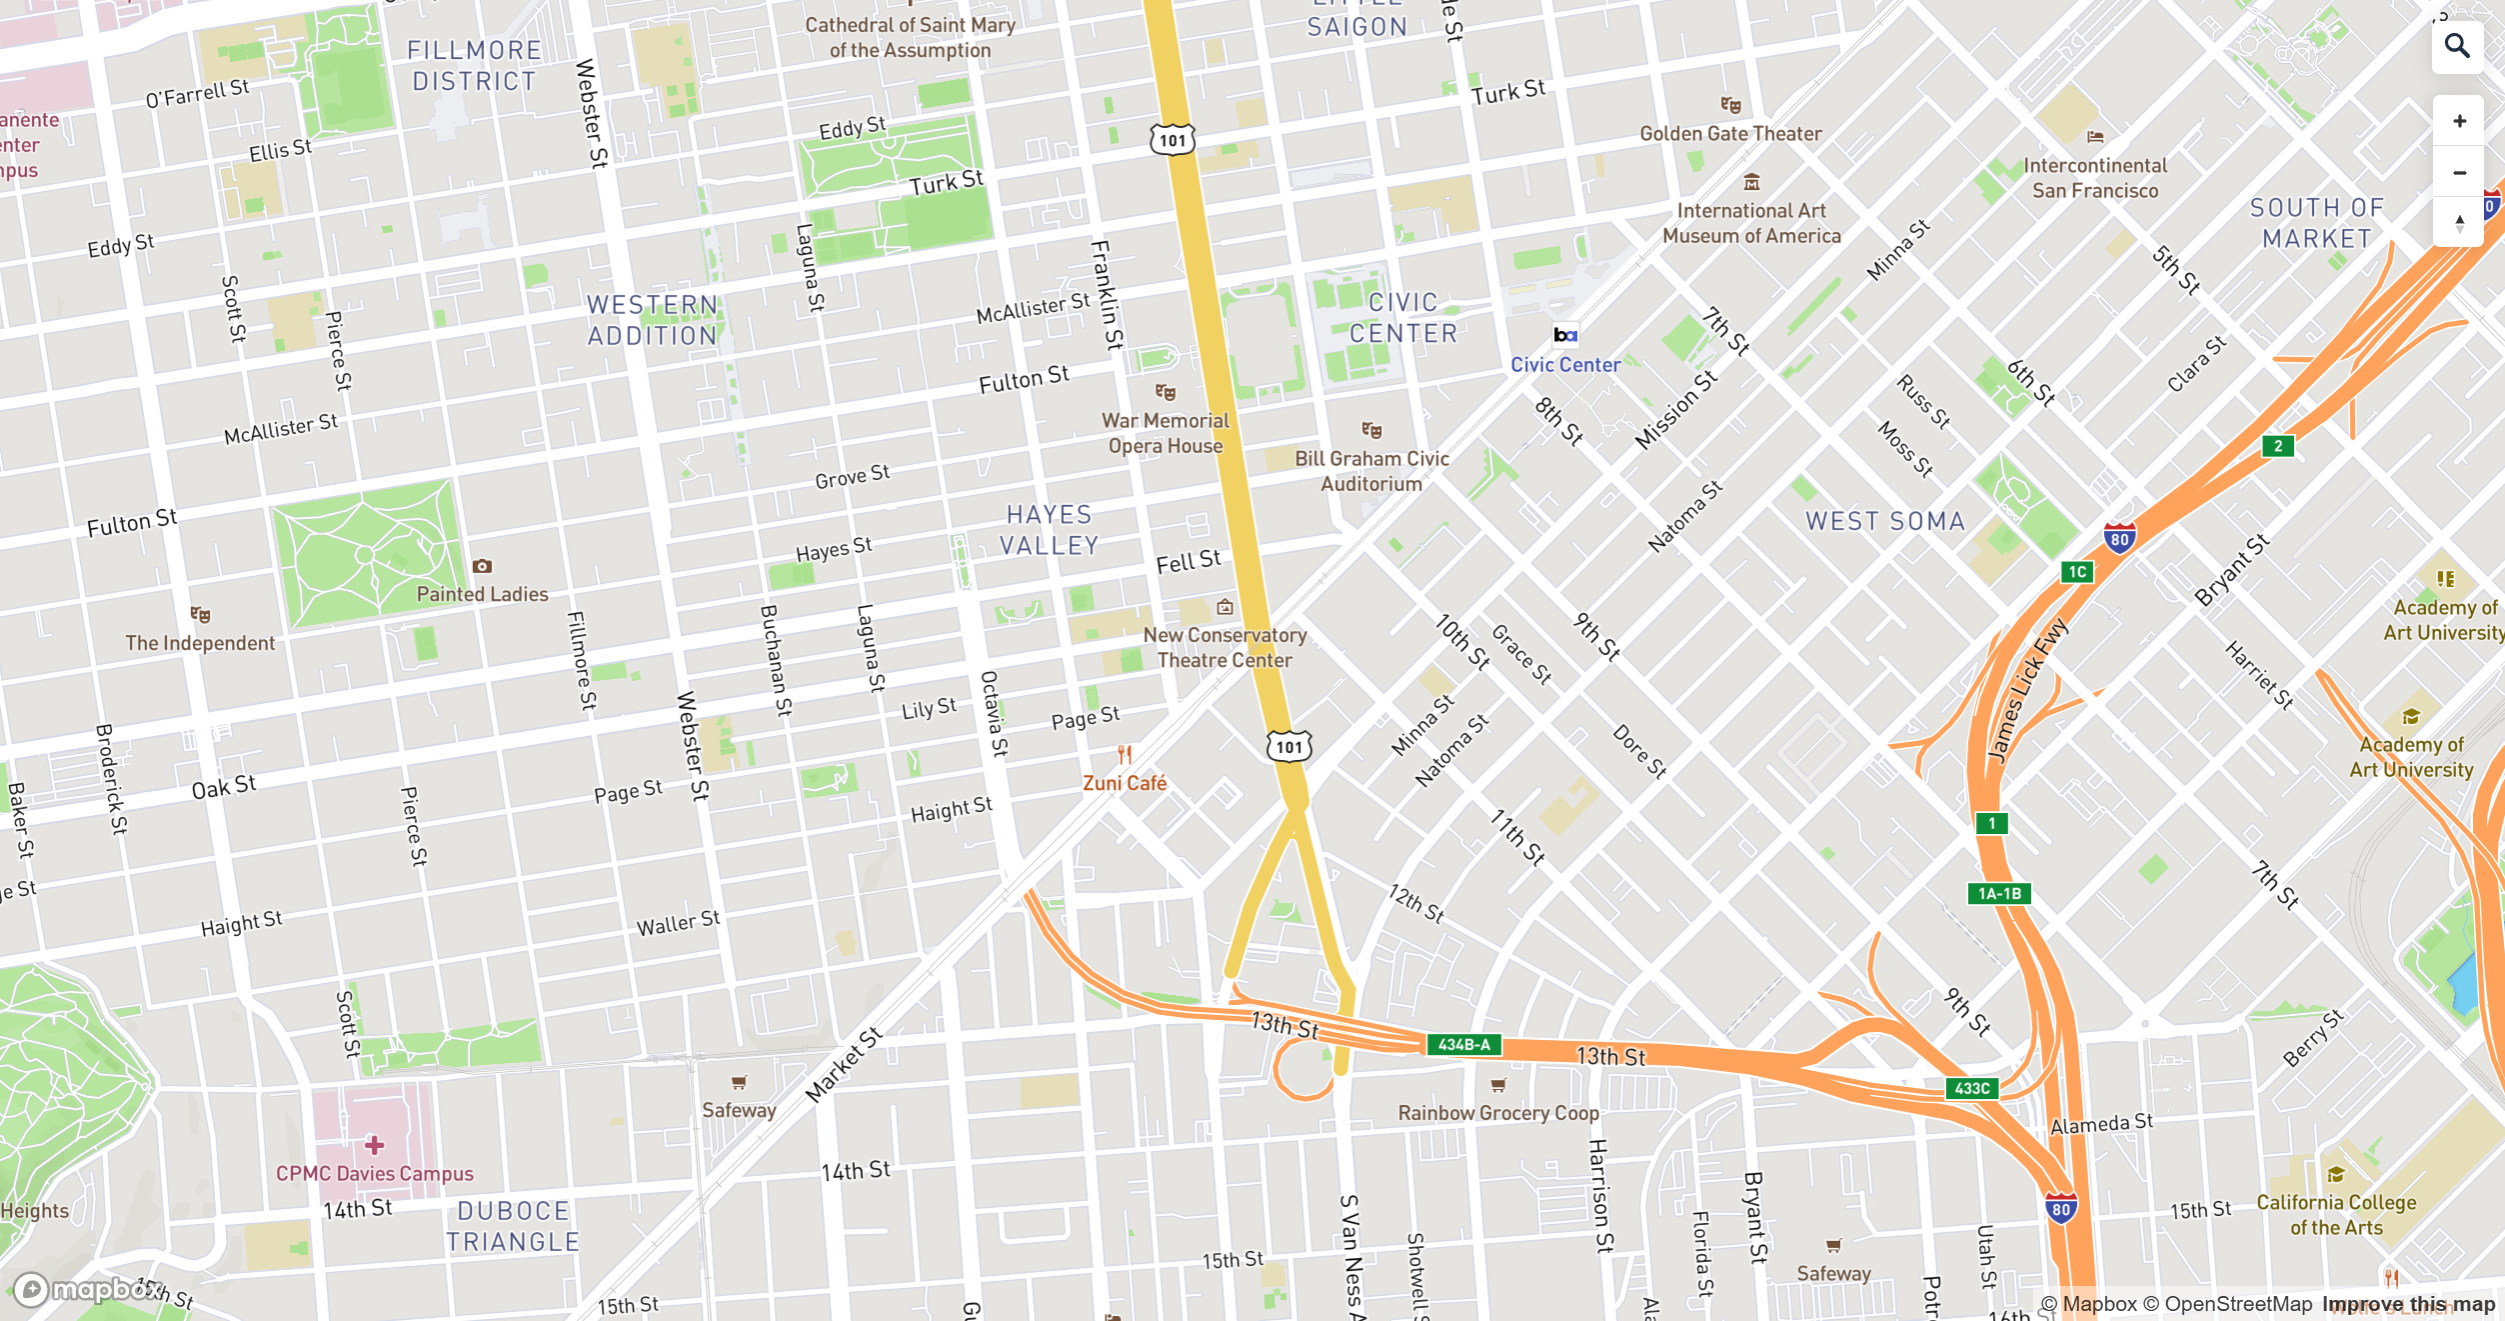 Cathedral of Saint Mary
of the Assumption
SAIGON
FILLMORE
DISTRICT
O'Farrell St
Webster St
Turk St
Eddy St
101
Golden Gate Theater
Intercontinental
San Francisco
Ellis St
Turk St
International Art
Museum of America
SOUTH OF
MARKET
Eddy St
Minna St
5th St
Laguna St
Franklin St
Scott St
Pierce St
WESTERN
ADDITION
McAllister St
CIVIC
CENTER
7th St
ba
Civic Center
Clara St
Fulton St
6th St
Russ St
Mission St
8th St
War Memorial
Opera House
McAllister St
Moss St
2
Bill Graham Civic
Auditorium
Grove St
Natoma St
Fulton St
HAYES
VALLEY
WEST SOMA
80
Hayes St
Fell St
1C
Bryant St
Painted Ladies
Academy of
Art University
The Independent
New Conservatory
Theatre Center
10th St
Grace St
9th St
James Lick Fwy
Harriet St
Fillmore St
Buchanan St
Laguna St
Octavia St
Lily St
Page St
Minna St
Natoma St
Dore St
Webster St
101
Academy of
Art University
Broderick St
Baker St
Oak St
Pierce St
Page St
Zuni Café
Haight St
11th St
1
7th St
12th St
1A-1B
Haight St
Waller St
Scott St
Market St
13th St
434B-A
13th St
9th St
Berry St
433C
Safeway
Rainbow Grocery Coop
Alameda St
CPMC Davies Campus
14th St
14th St
Harrison St
Bryant St
California College
of the Arts
Heights
DUBOCE
TRIANGLE
80
15th St
S Van Ness A
Shotwell S
Florida St
Utah St
15th St
Safeway
15th St
15th St
mapbox
© Mapbox © OpenStreetMap Improve this map